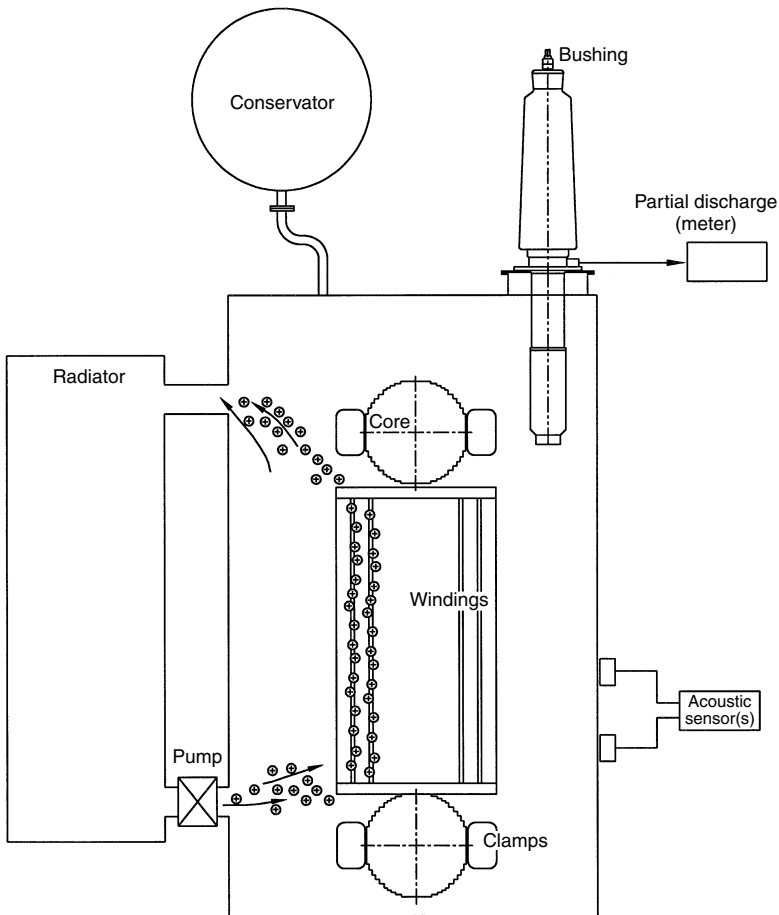 Bushing
Conservator
Partial discharge
(meter)
Radiator
Core
Windings
Acoustic
sensor(s)
Pump
Clamps